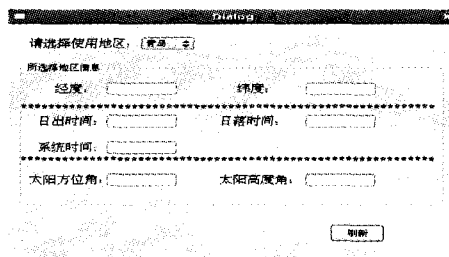 Dialog
请选择使用地区： 青岛
所选择地区信息
经度： 纬度：
日出时间： 日落时间：
系统时间：
太阳方位角： 太阳高度角：
刷新